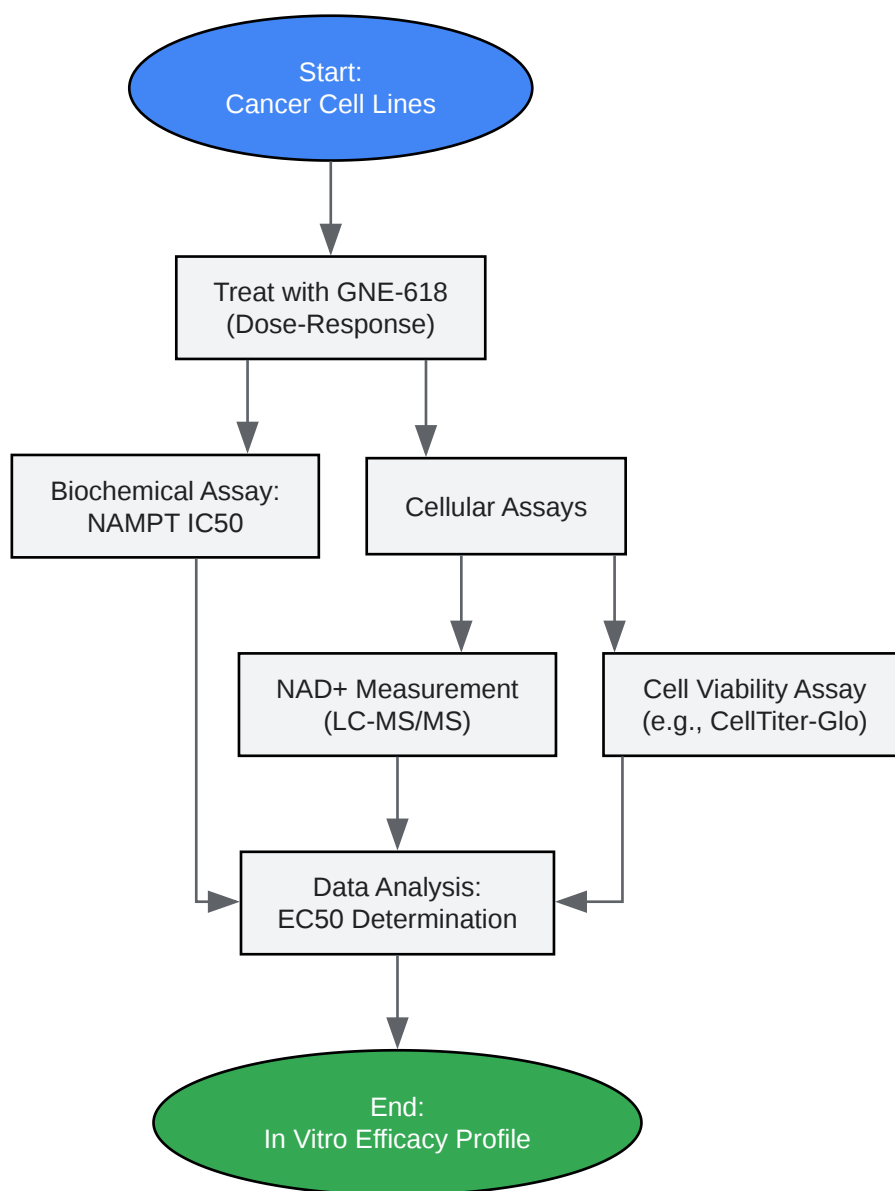 Start:
Cancer Cell Lines
Treat with GNE-618
(Dose-Response)
Biochemical Assay:
NAMPT IC50
Cellular Assays
NAD+ Measurement
(LC-MS/MS)
Cell Viability Assay
(e.g., CellTiter-Glo)
Data Analysis:
EC50 Determination
End:
In Vitro Efficacy Profile